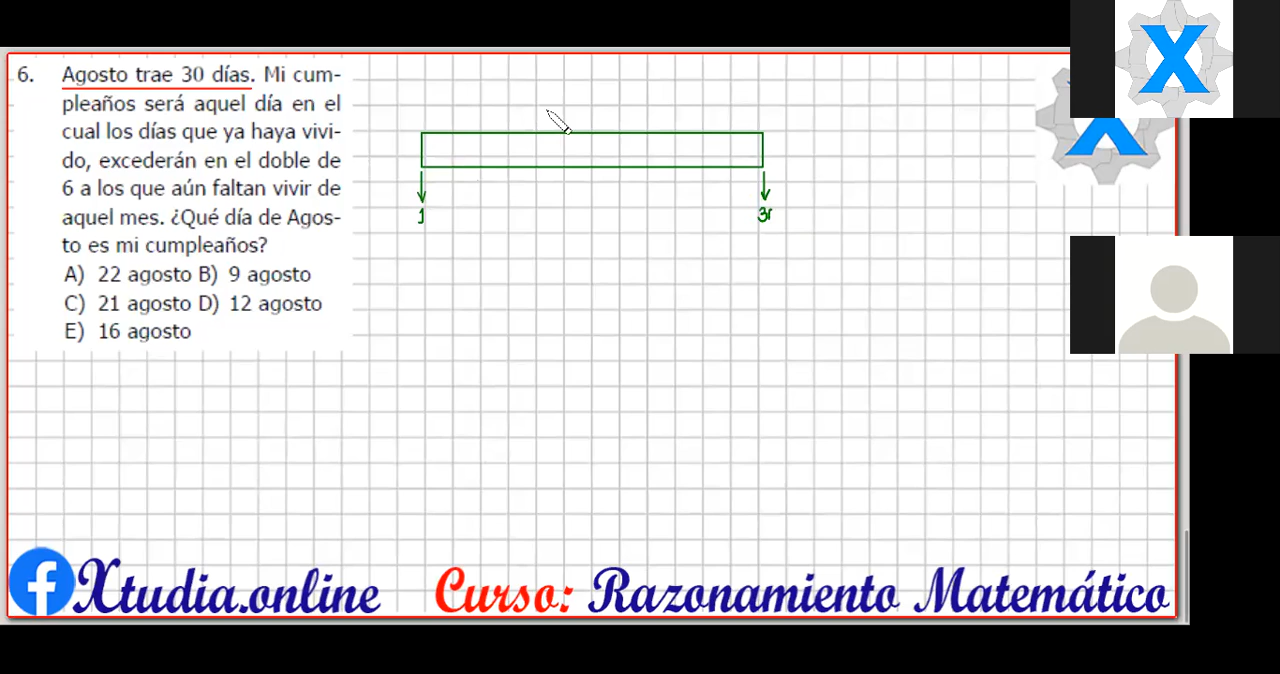 6. Agosto trae 30 días. Mi cum-
pleaños será aquel día en el
cual los días que ya haya vivi-
do, excederán en el doble de
6 a los que aún faltan vivir de
aquel mes. ¿Qué día de Agos-
to es mi cumpleaños?
A) 22 agosto B) 9 agosto
C) 21 agosto D) 12 agosto
E) 16 agosto
1
Xtudia.online
Curso: Razonamiento Matemático